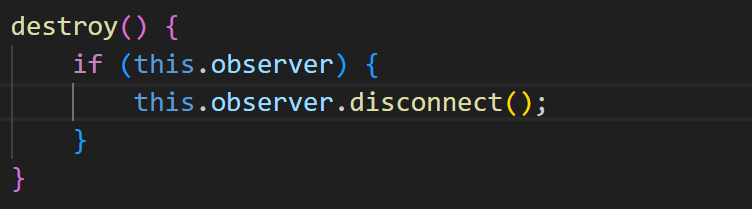 destroy() {
    if (this.observer) {
        this.observer.disconnect();
    }
}